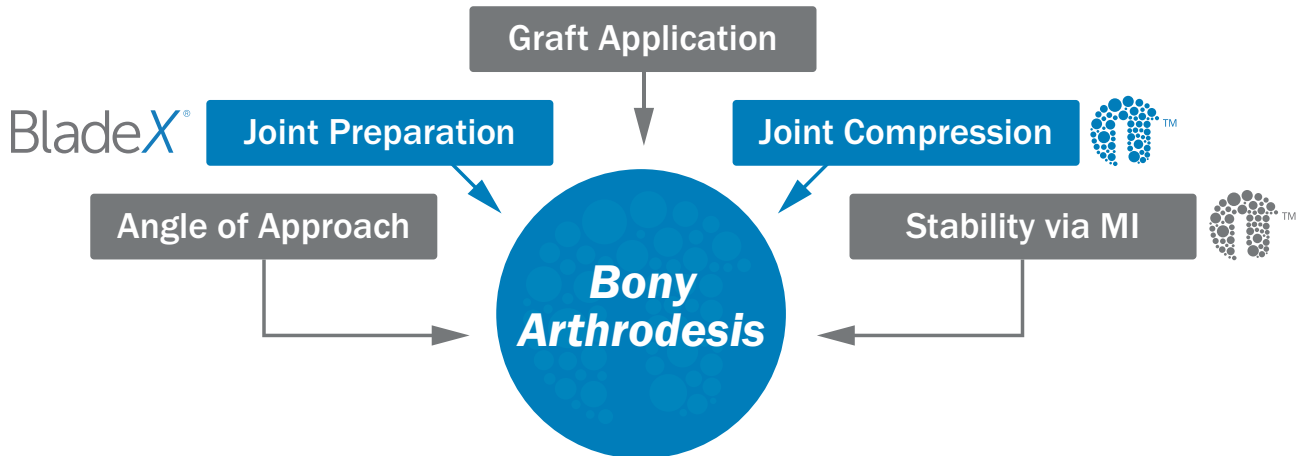 Graft Application
BladeX®
Joint Preparation
Joint Compression
TM
Angle of Approach
Stability via MI
TM
Bony
Arthrodesis